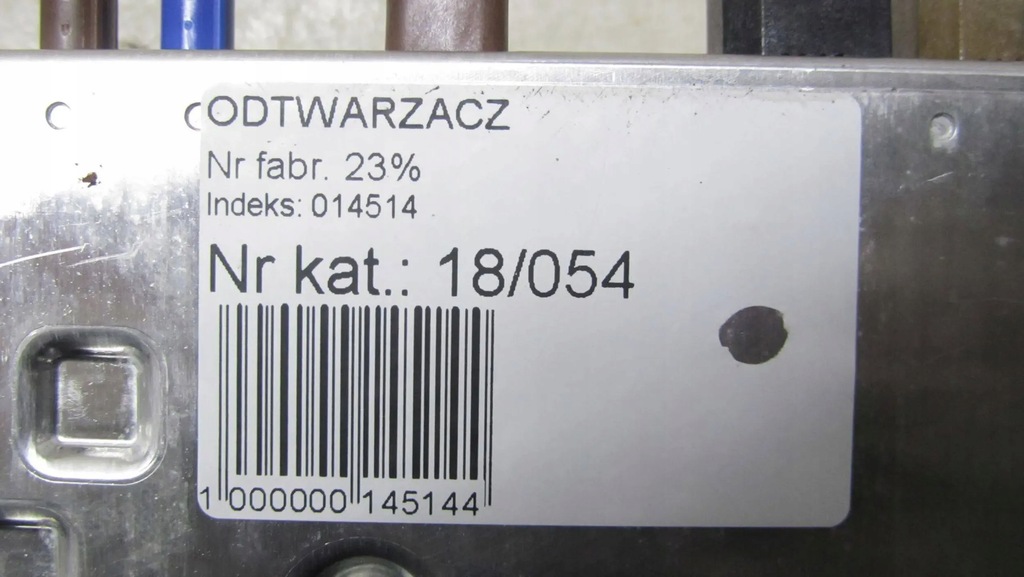 ODTWARZACZ
Nr fabr. 23%
Indeks: 014514
Nr kat.: 18/054
1 000000 145144